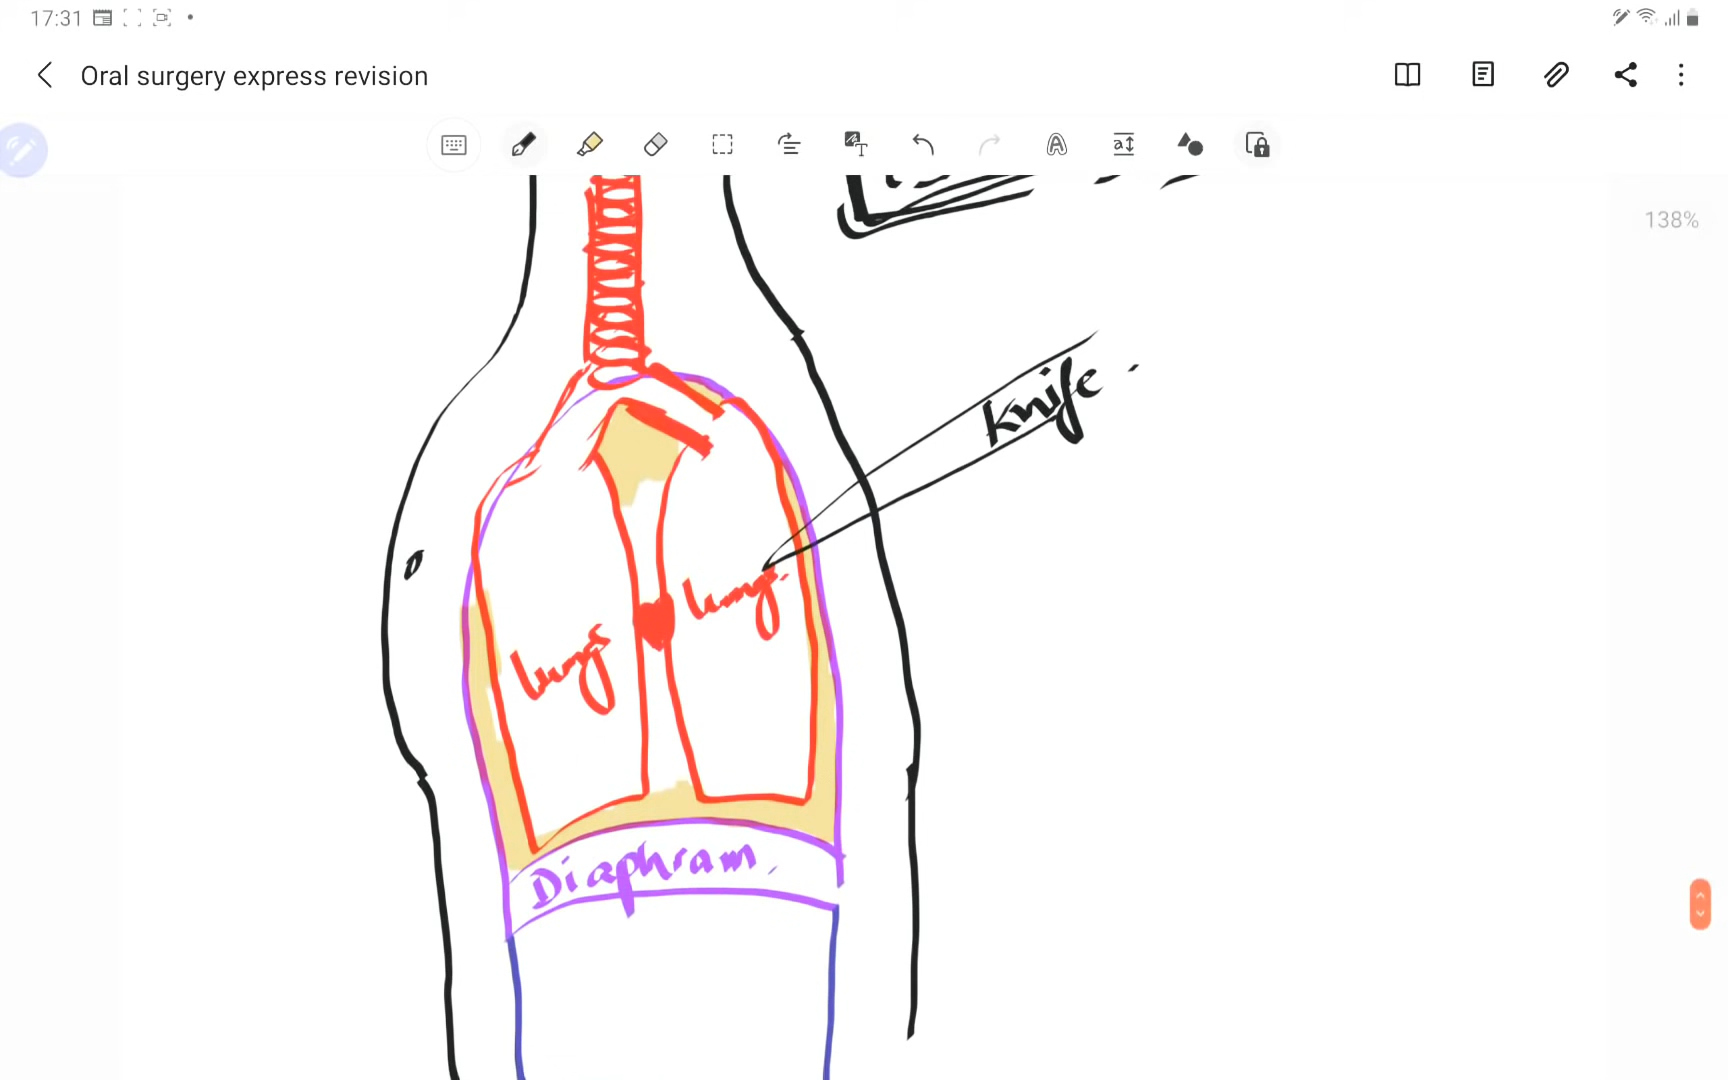 17:31
Oral surgery express revision
138%
Knife.
lungs
lungs
Diaphram.